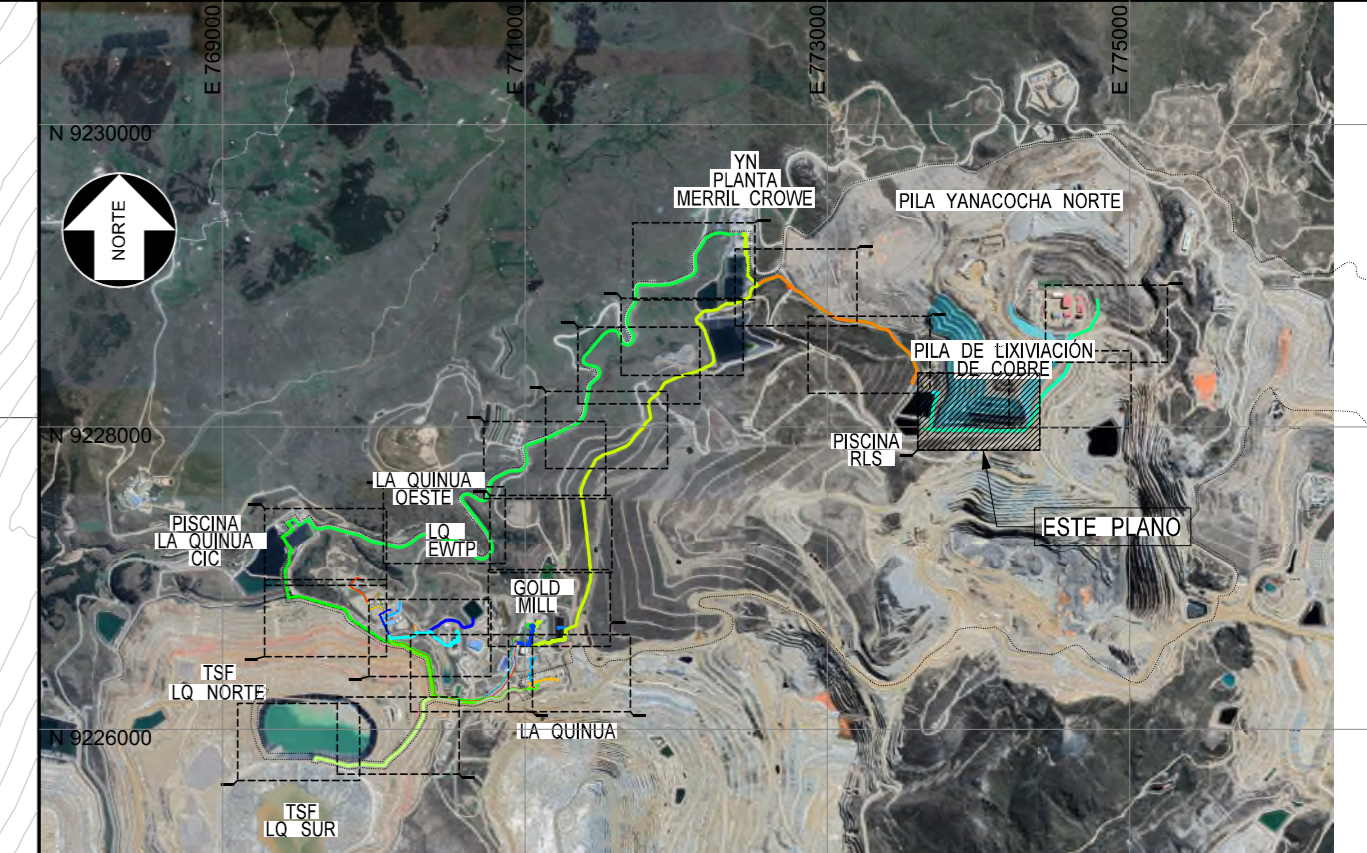 E 769000
E 771000
E 773000
E 775000
N 9230000
NORTE
YN
PLANTA
MERRIL CROWE
PILA YANACOCHA NORTE
PILA DE LIXIVIACIÓN
DE COBRE
N 9228000
PISCINA
RLS
LA QUINUA
OESTE
PISCINA
LA QUINUA
CIC
LQ
EWTP
ESTE PLANO
GOLD
MILL
TSF
LQ NORTE
N 9226000
LA QUINUA
TSF
LQ SUR